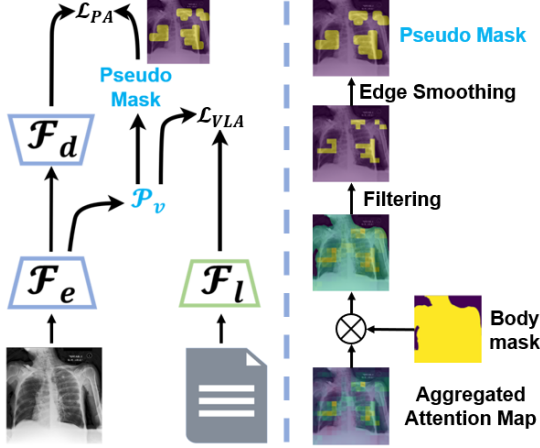 ℒ_PA
Pseudo
Mask
ℒ_VLA
ℱ_d
𝒫_v
ℱ_e
ℱ_l
Pseudo Mask
Edge Smoothing
Filtering
Body
mask
Aggregated
Attention Map